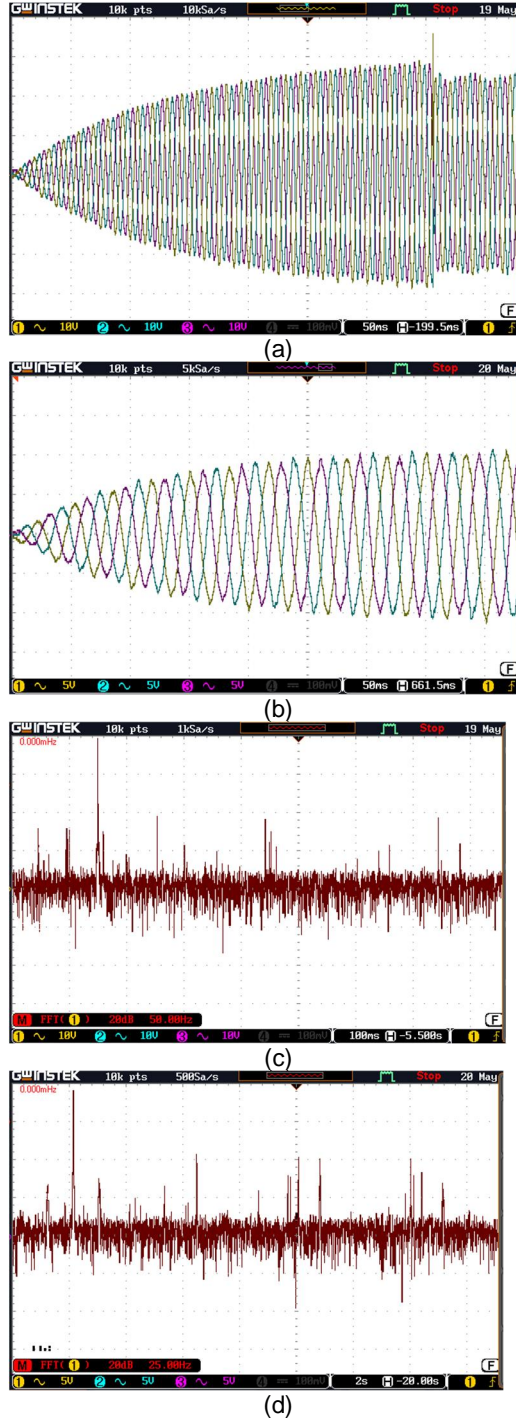 GWINSTEK 10k pts 10kSa/s Stop 19 May
F
1 ∿ 10V 2 ∿ 10V 3 ∿ 10V 4 100mV 50ms H -199.5ms 1
(a)
GWINSTEK 10k pts 5kSa/s 20 May
F
1 ∿ 5V 2 ∿ 5V 3 ∿ 5V 4 100mV 50ms H 661.5ms 1
(b)
GWINSTEK 10k pts 1kSa/s Stop 19 May
0.000mHz
M FFT(1) 20dB 50.00Hz F
1 ∿ 10V 2 ∿ 10V 3 ∿ 10V 4 100mV 100ms H -5.500s 1
(c)
GWINSTEK 10k pts 500Sa/s Stop 20 May
0.000mHz
M FFT(1) 20dB 25.00Hz F
1 ∿ 5V 2 ∿ 5V 3 ∿ 5V 4 100mV 2s H -20.00s 1
(d)